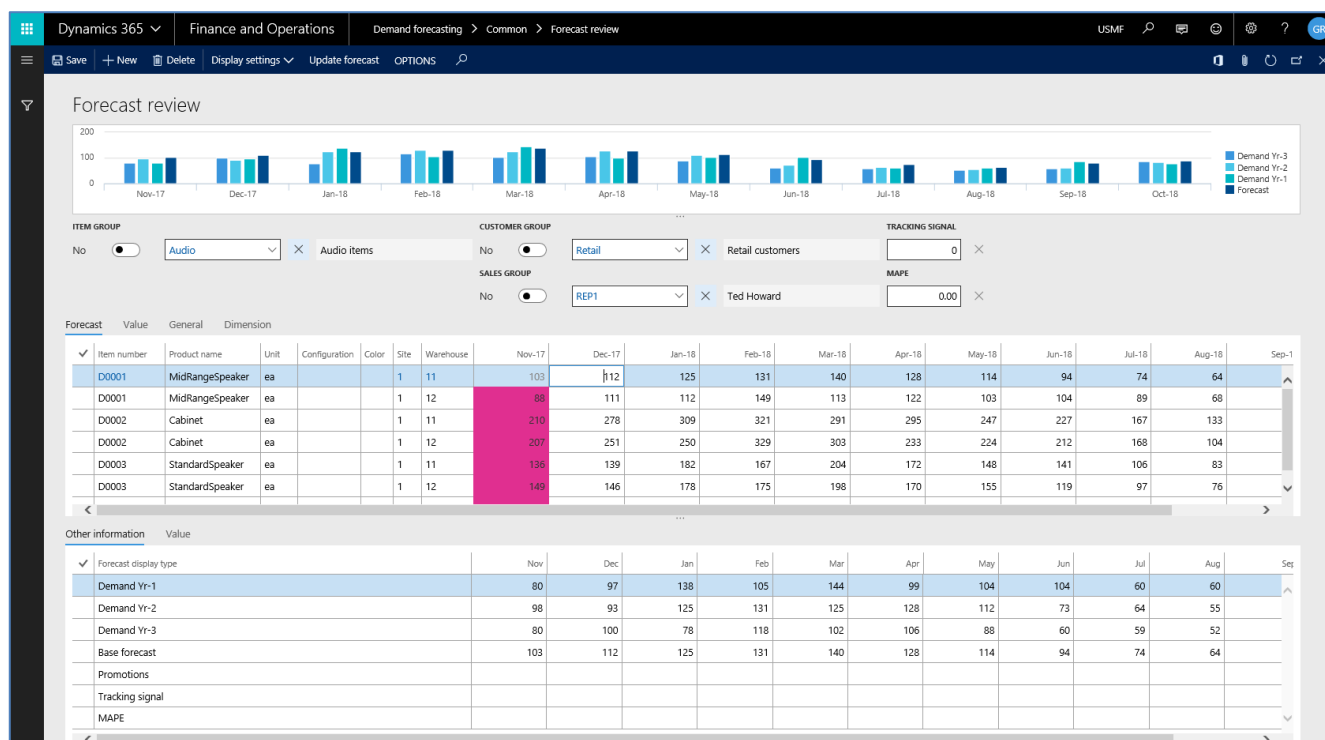 Dynamics 365 Finance and Operations Demand forecasting > Common > Forecast review USMF ? GR
Save + New Delete Display settings Update forecast OPTIONS
Forecast review
200
100
0
Nov-17 Dec-17 Jan-18 Feb-18 Mar-18 Apr-18 May-18 Jun-18 Jul-18 Aug-18 Sep-18 Oct-18
Demand Yr-3
Demand Yr-2
Demand Yr-1
Forecast
ITEM GROUP CUSTOMER GROUP TRACKING SIGNAL
No Audio Audio items No Retail Retail customers 0
SALES GROUP MAPE
No REP1 Ted Howard 0.00
Forecast Value General Dimension
Item number Product name Unit Configuration Color Site Warehouse Nov-17 Dec-17 Jan-18 Feb-18 Mar-18 Apr-18 May-18 Jun-18 Jul-18 Aug-18 Sep-1
D0001 MidRangeSpeaker ea 1 11 103 112 125 131 140 128 114 94 74 64
D0001 MidRangeSpeaker ea 1 12 88 111 112 149 113 122 103 104 89 68
D0002 Cabinet ea 1 11 210 278 309 321 291 295 247 227 167 133
D0002 Cabinet ea 1 12 207 251 250 329 303 233 224 212 168 104
D0003 StandardSpeaker ea 1 11 136 139 182 167 204 172 148 141 106 83
D0003 StandardSpeaker ea 1 12 149 146 178 175 198 170 155 119 97 76
Other information Value
Forecast display type Nov Dec Jan Feb Mar Apr May Jun Jul Aug Sep
Demand Yr-1 80 97 138 105 144 99 104 104 60 60
Demand Yr-2 98 93 125 131 125 128 112 73 64 55
Demand Yr-3 80 100 78 118 102 106 88 60 59 52
Base forecast 103 112 125 131 140 128 114 94 74 64
Promotions
Tracking signal
MAPE